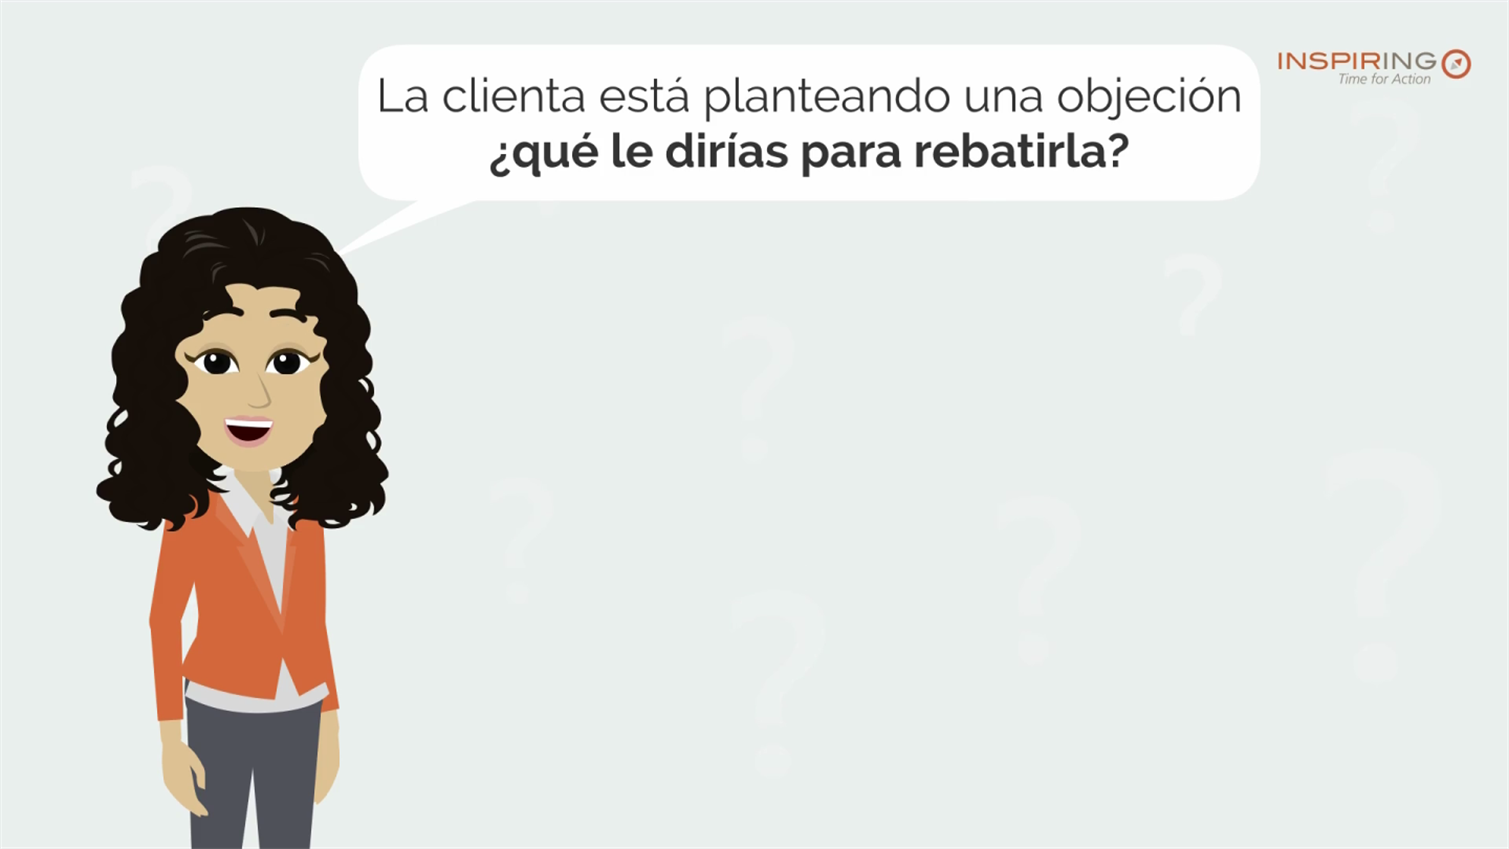 La clienta está planteando una objeción
¿qué le dirías para rebatirla?
INSPIRING
Time for Action